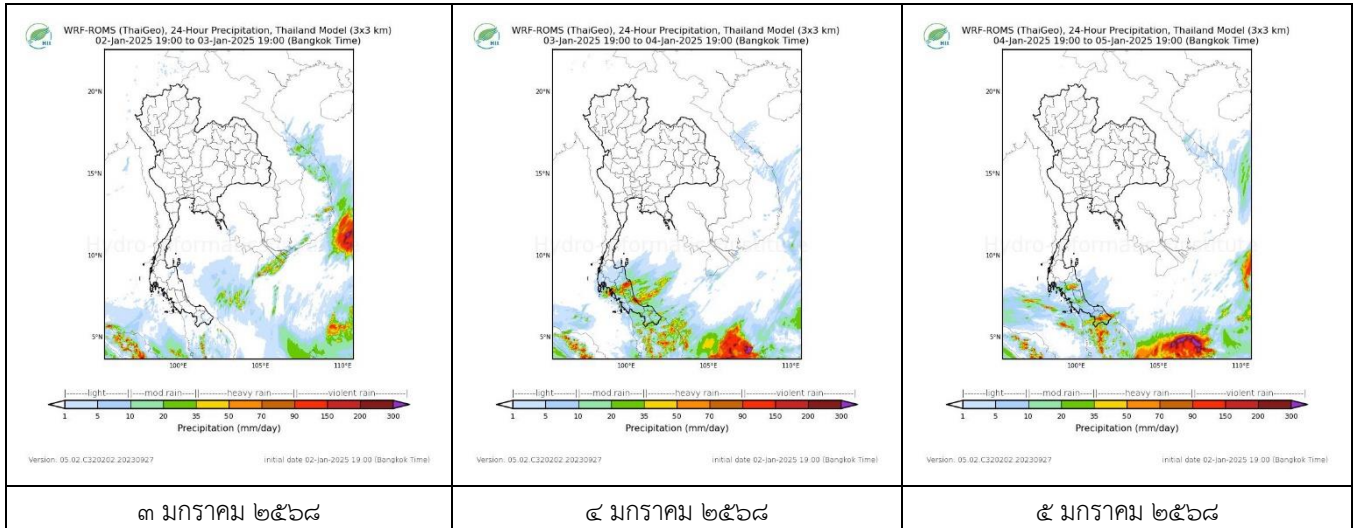 WRF-ROMS (ThaiGeo), 24-Hour Precipitation, Thailand Model (3x3 km)
02-Jan-2025 19:00 to 03-Jan-2025 19:00 (Bangkok Time)
20°N
15°N
10°N
5°N
100°E 105°E 110°E
light mod rain heavy rain violent rain
1 5 10 20 35 50 70 90 150 200 300
Precipitation (mm/day)
Version: 05.02.C320202.20230927 initial date 02-Jan-2025 19:00 (Bangkok Time)
๓ มกราคม ๒๕๖๘
WRF-ROMS (ThaiGeo), 24-Hour Precipitation, Thailand Model (3x3 km)
03-Jan-2025 19:00 to 04-Jan-2025 19:00 (Bangkok Time)
20°N
15°N
10°N
5°N
100°E 105°E 110°E
light mod rain heavy rain violent rain
1 5 10 20 35 50 70 90 150 200 300
Precipitation (mm/day)
Version: 05.02.C320202.20230927 initial date 02-Jan-2025 19:00 (Bangkok Time)
๔ มกราคม ๒๕๖๘
WRF-ROMS (ThaiGeo), 24-Hour Precipitation, Thailand Model (3x3 km)
04-Jan-2025 19:00 to 05-Jan-2025 19:00 (Bangkok Time)
20°N
15°N
10°N
5°N
100°E 105°E 110°E
light mod rain heavy rain violent rain
1 5 10 20 35 50 70 90 150 200 300
Precipitation (mm/day)
Version: 05.02.C320202.20230927 initial date 02-Jan-2025 19:00 (Bangkok Time)
๕ มกราคม ๒๕๖๘